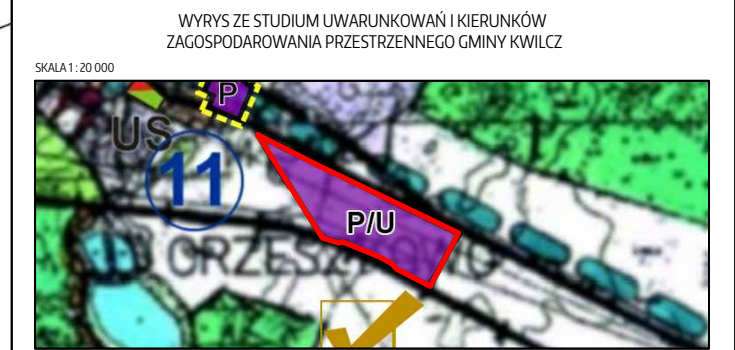 WYRYS ZE STUDIUM UWARUNKOWAŃ I KIERUNKÓW
ZAGOSPODAROWANIA PRZESTRZENNEGO GMINY KWILCZ
SKALA 1 : 20 000
P
US
11
P/U